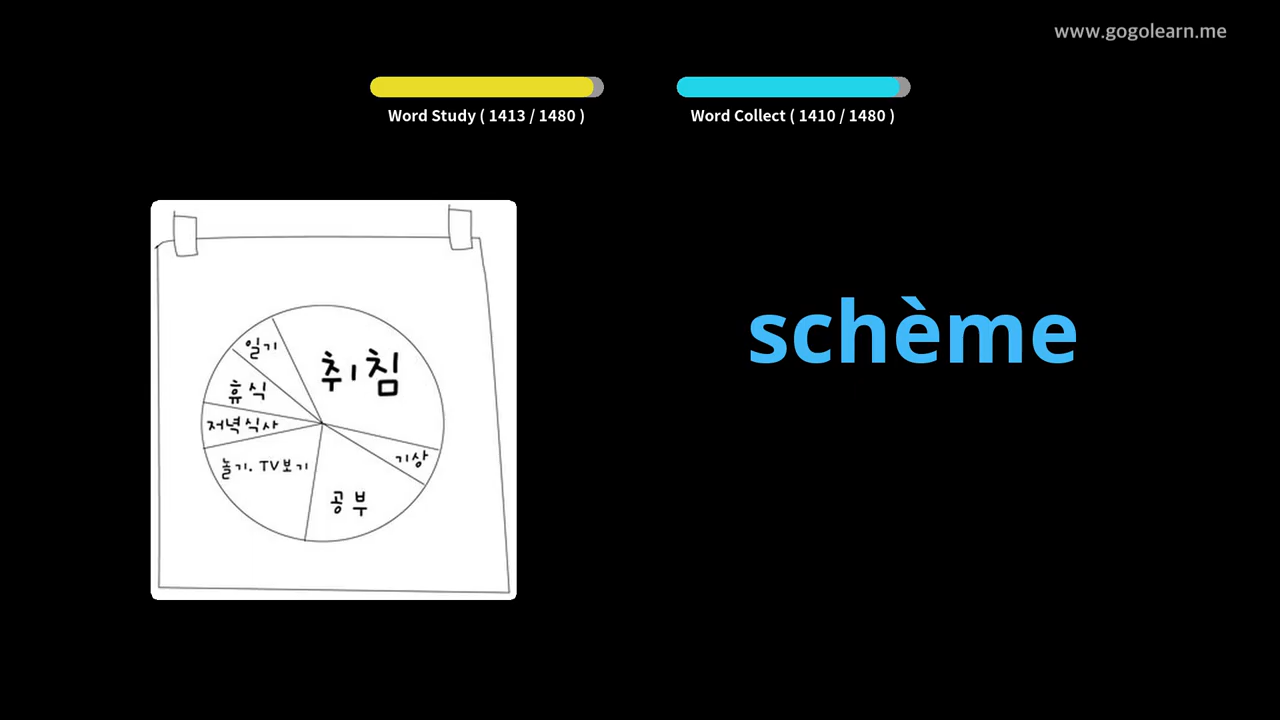 www.gogolearn.me
Word Study ( 1413 / 1480 )
Word Collect ( 1410 / 1480 )
일기
취침
휴식
저녁식사
놀기. TV보기
기상
공부
schème